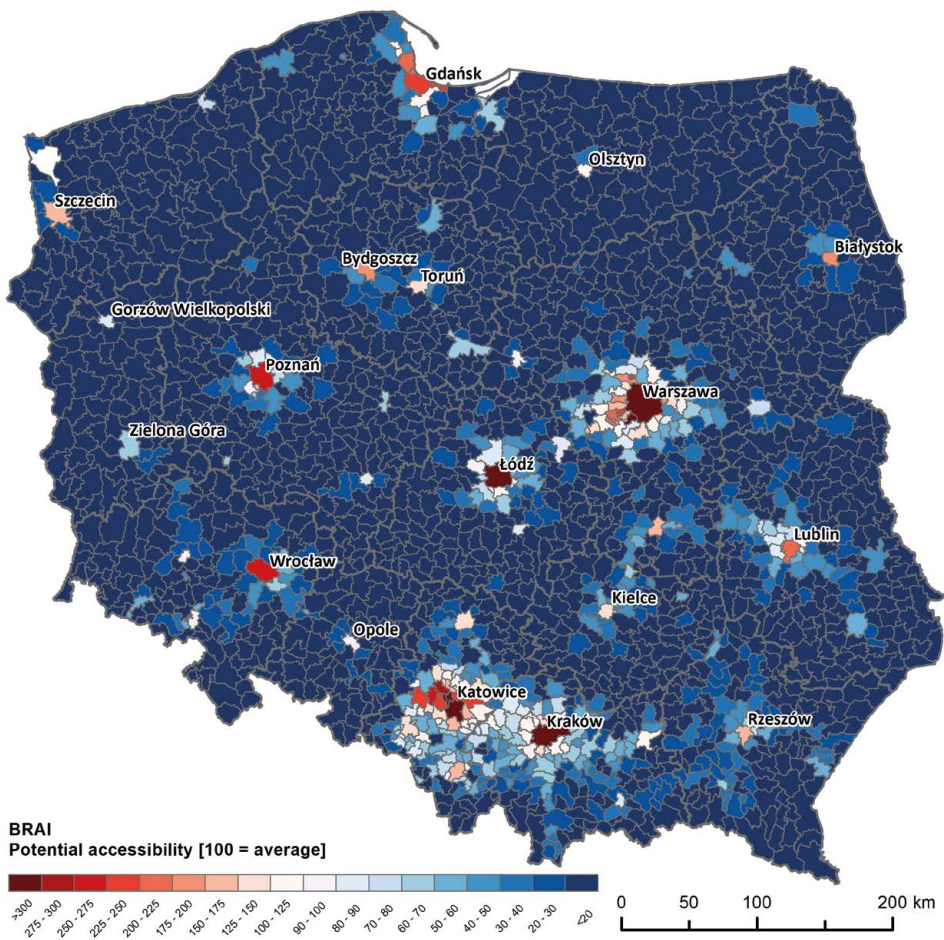 Gdańsk
Olsztyn
Szczecin
Białystok
Bydgoszcz
Toruń
Gorzów Wielkopolski
Poznań
Warszawa
Zielona Góra
Łódź
Lublin
Wrocław
Kielce
Opole
Katowice
Kraków
Rzeszów
BRAI
Potential accessibility [100 = average]
>300
275 - 300
250 - 275
200 - 225
200 - 225
175 - 200
150 - 175
125 - 150
100 - 125
90 - 100
80 - 90
70 - 80
60 - 70
50 - 60
40 - 50
30 - 40
20 - 30
<20
0 50 100 200 km